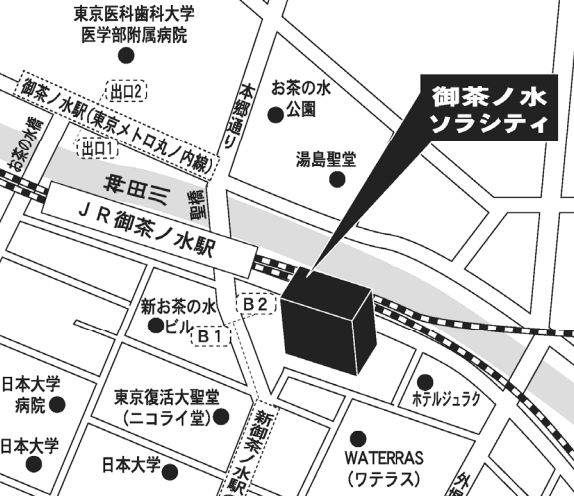 東京医科歯科大学
医学部附属病院
御茶ノ水駅(東京メトロ丸ノ内線)
出口2
出口1
お茶の水橋
本郷通り
お茶の水
公園
湯島聖堂
御茶ノ水
ソラシティ
神田川
聖橋
JR御茶ノ水駅
新お茶の水
ビル
B2
B1
日本大学
病院
東京復活大聖堂
(ニコライ堂)
ホテルジュラク
日本大学
日本大学
新御茶ノ水駅
WATERRAS
(ワテラス)
外堀